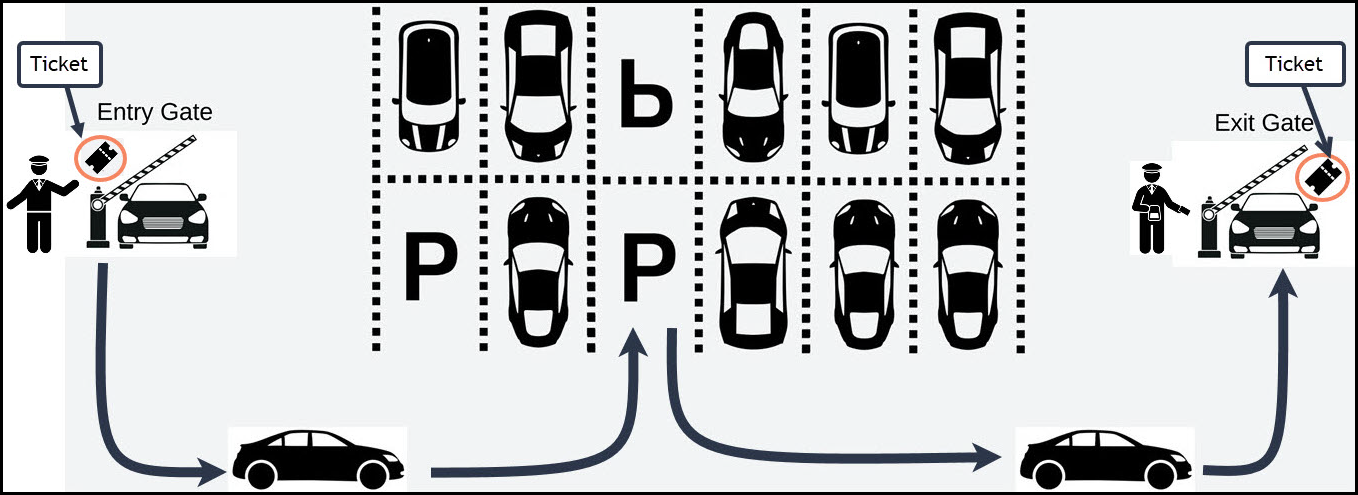 Ticket
Entry Gate
P
P
P
Ticket
Exit Gate